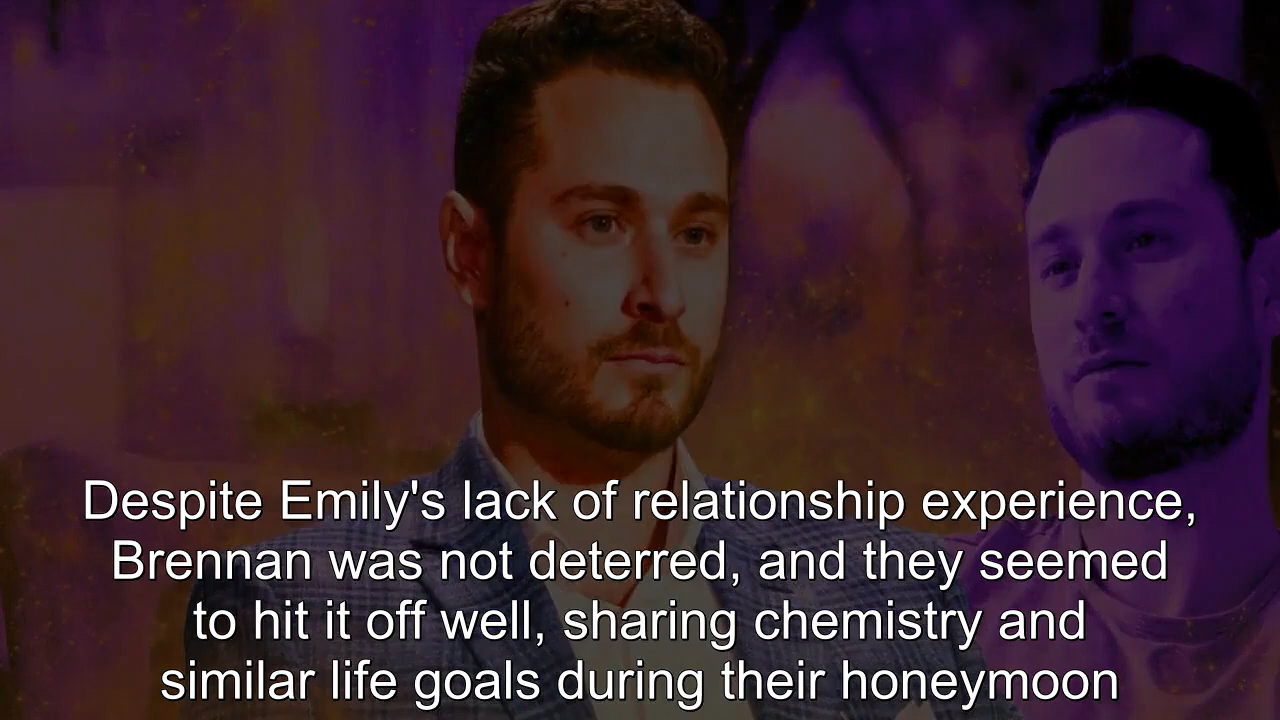 Despite Emily's lack of relationship experience,
Brennan was not deterred, and they seemed
to hit it off well, sharing chemistry and
similar life goals during their honeymoon